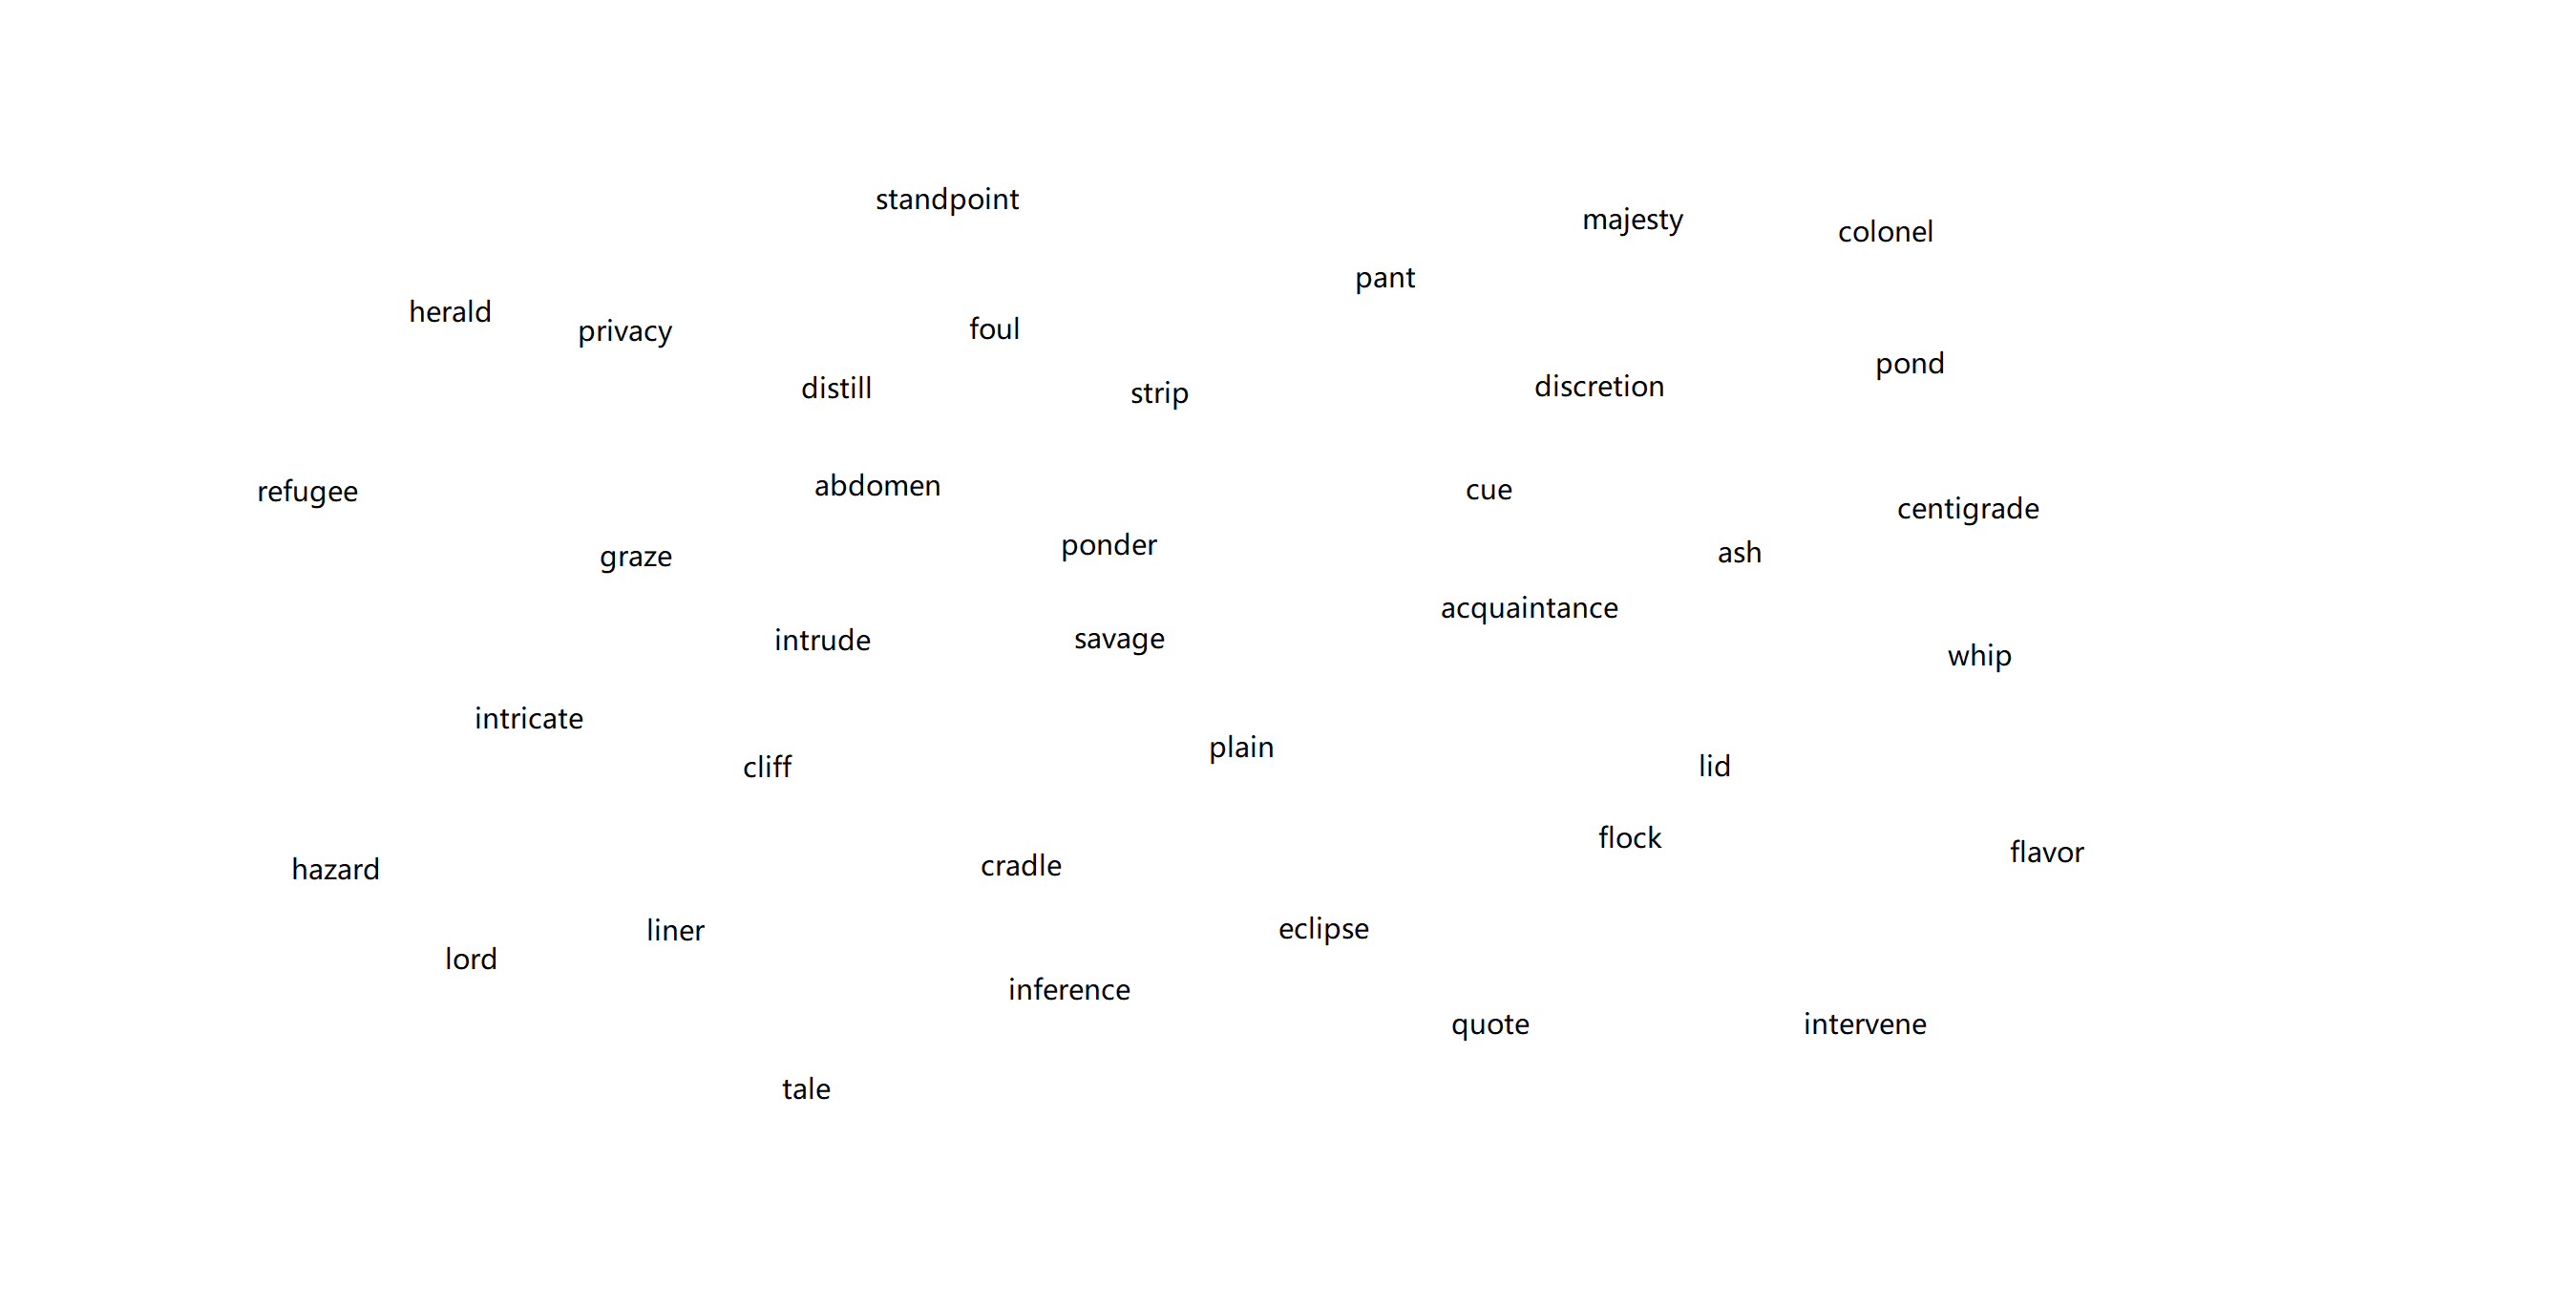 standpoint
majesty
colonel
pant
herald
privacy
foul
pond
distill
strip
discretion
refugee
abdomen
cue
centigrade
graze
ponder
ash
acquaintance
intrude
savage
whip
intricate
cliff
plain
lid
flock
flavor
hazard
cradle
liner
eclipse
lord
inference
quote
intervene
tale